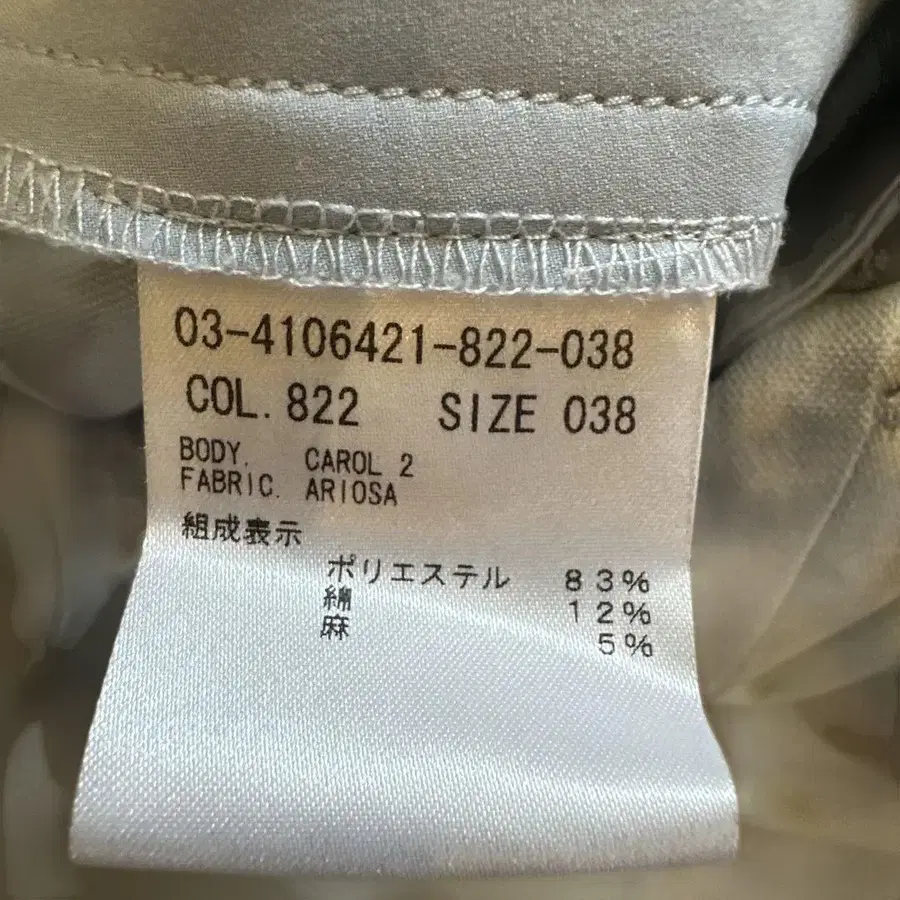 03-4106421-822-038
COL. 822 SIZE 038
BODY. CAROL 2
FABRIC. ARIOSA
組成表示
ポリエステル 83%
綿 12%
麻 5%